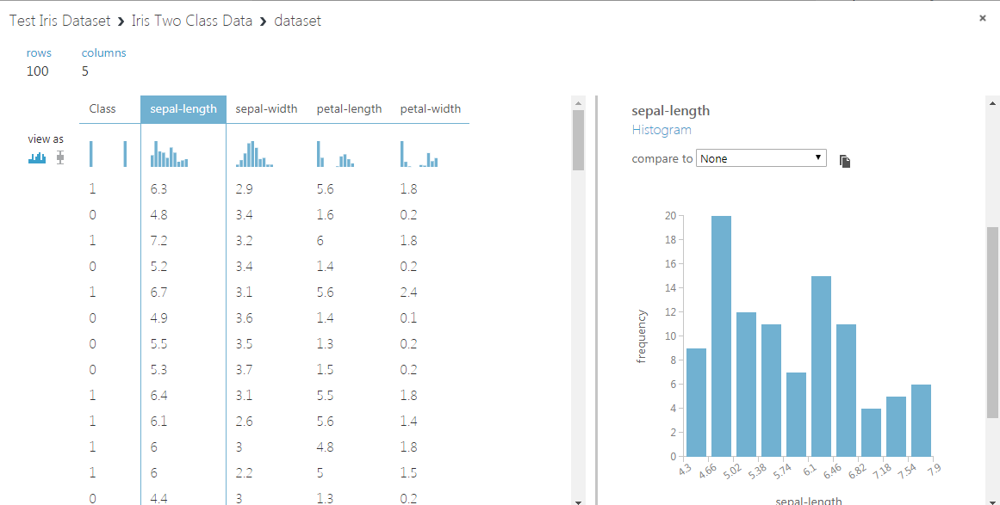 Test Iris Dataset › Iris Two Class Data › dataset
rows columns
100 5
Class sepal-length sepal-width petal-length petal-width
view as
1 6.3 2.9 5.6 1.8
0 4.8 3.4 1.6 0.2
1 7.2 3.2 6 1.8
0 5.2 3.4 1.4 0.2
1 6.7 3.1 5.6 2.4
0 4.9 3.6 1.4 0.1
0 5.5 3.5 1.3 0.2
0 5.3 3.7 1.5 0.2
1 6.4 3.1 5.5 1.8
1 6.1 2.6 5.6 1.4
1 6 3 4.8 1.8
1 6 2.2 5 1.5
0 4.4 3 1.3 0.2
sepal-length
Histogram
compare to None
20
18
16
14
12
10
8
6
4
2
0
frequency
4.3 4.66 5.02 5.38 5.74 6.1 6.46 6.82 7.18 7.54 7.9
sepal-length